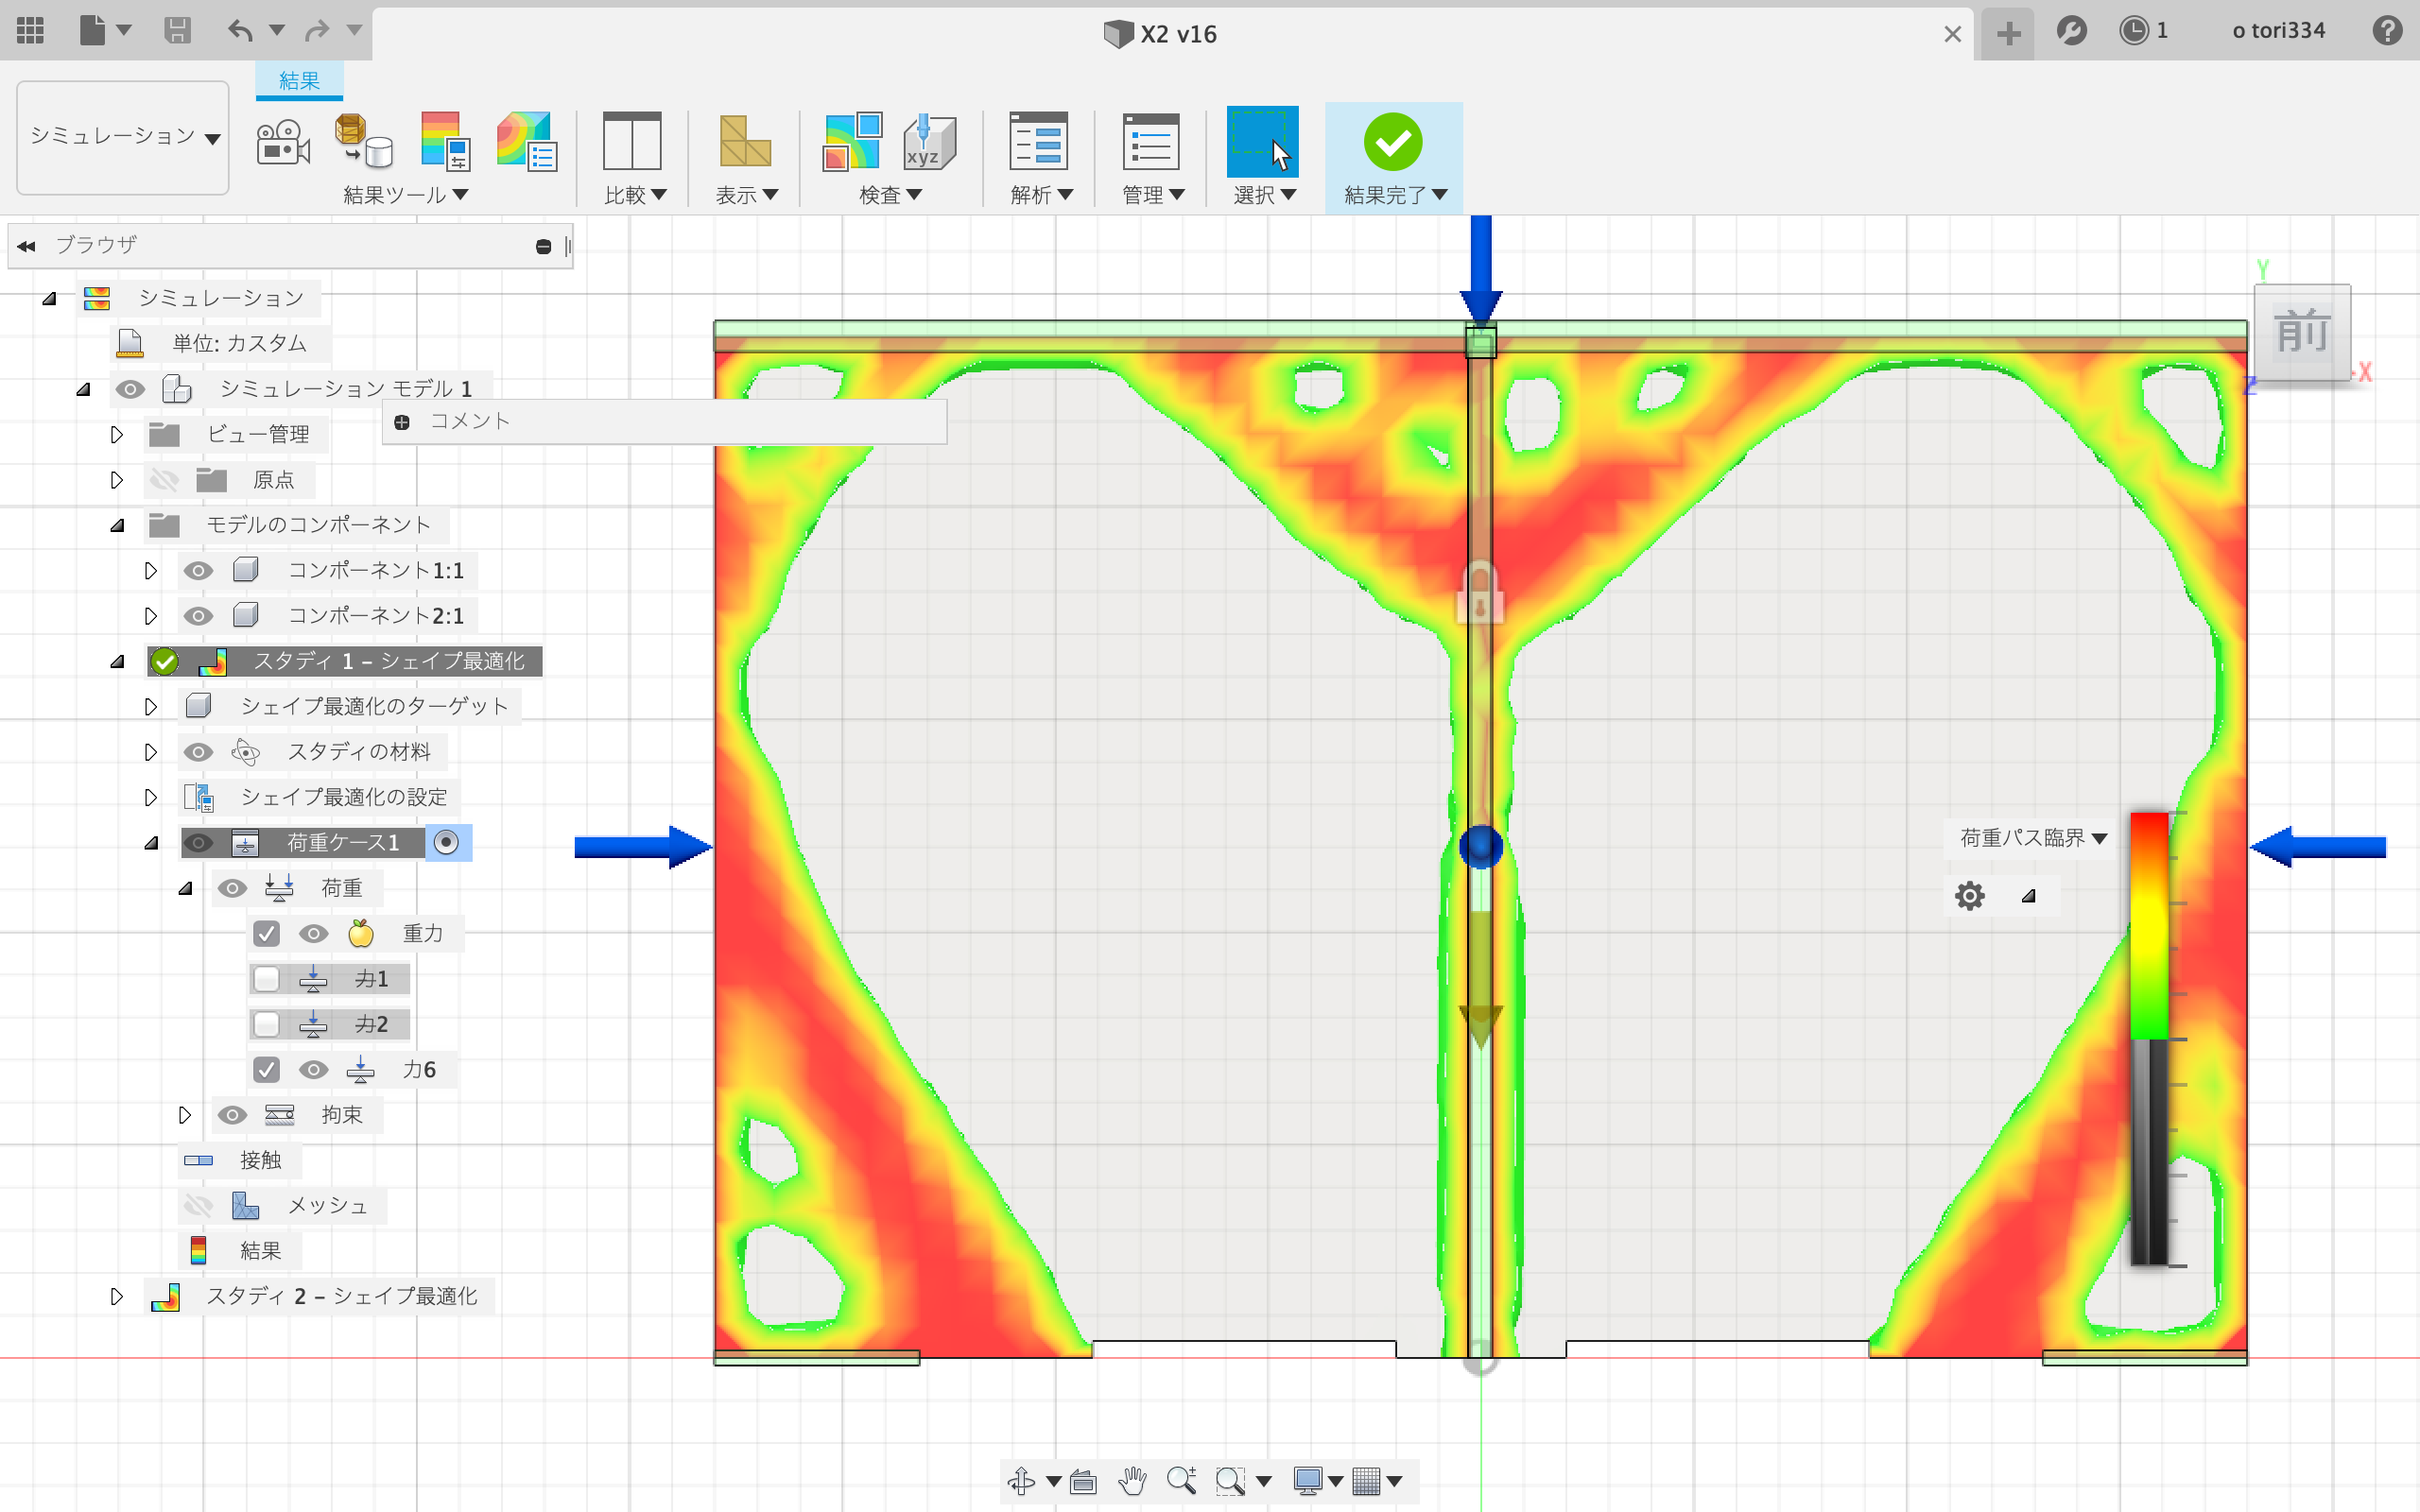 X2 v16
1
o tori334
結果
シミュレーション
結果ツール
比較
表示
検査
解析
管理
選択
結果完了
xyz
ブラウザ
シミュレーション
単位: カスタム
シミュレーション モデル 1
コメント
ビュー管理
原点
モデルのコンポーネント
コンポーネント1:1
コンポーネント2:1
スタディ 1 – シェイプ最適化
シェイプ最適化のターゲット
スタディの材料
シェイプ最適化の設定
荷重ケース1
荷重
重力
力1
力2
力6
拘束
接触
メッシュ
結果
スタディ 2 – シェイプ最適化
Y
前
X
Z
荷重パス臨界